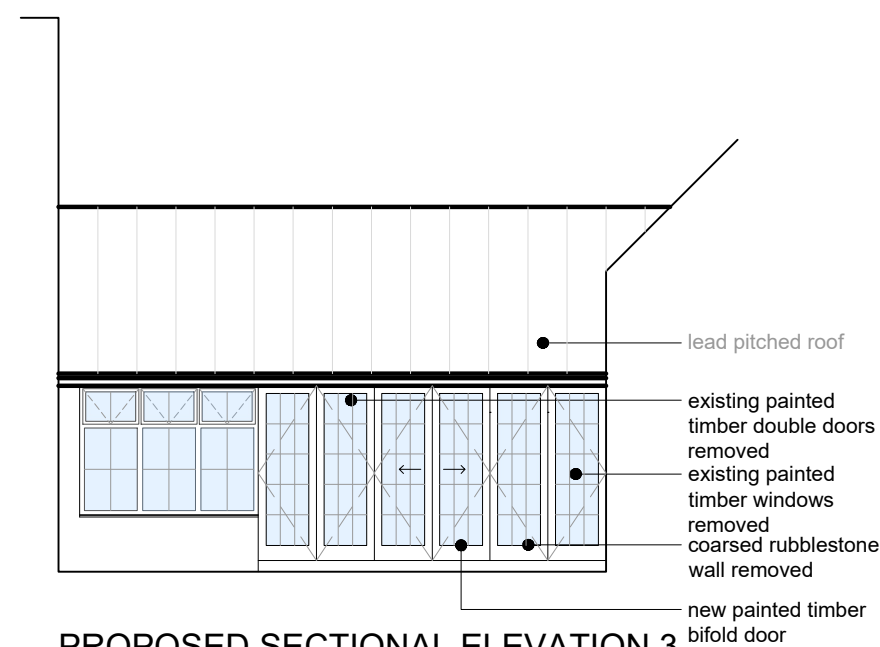 lead pitched roof
existing painted
timber double doors
removed
existing painted
timber windows
removed
coarsed rubblestone
wall removed
new painted timber
bifold door
PROPOSED SECTIONAL ELEVATION 3